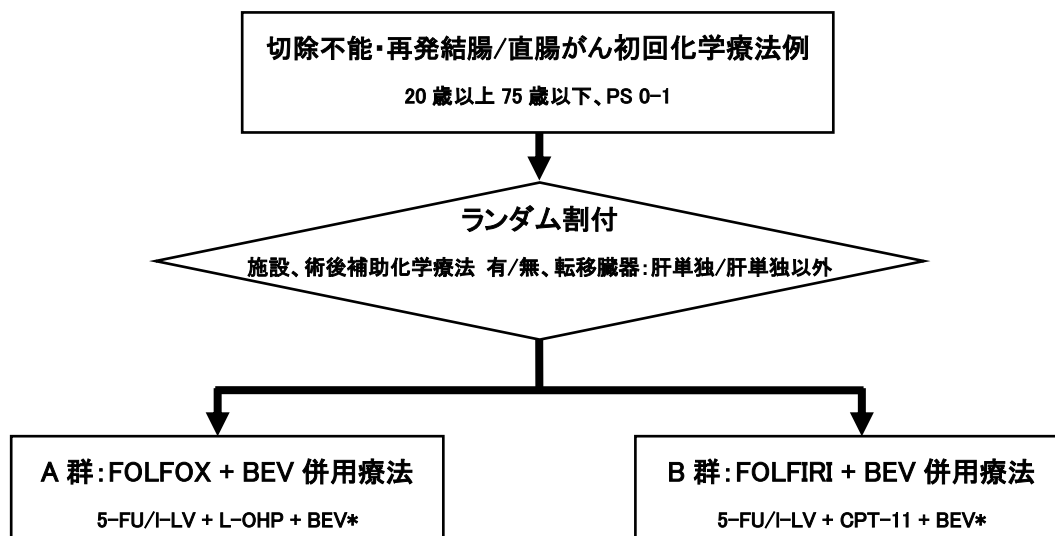 切除不能・再発結腸/直腸がん初回化学療法例
20 歳以上 75 歳以下、PS 0-1
ランダム割付
施設、術後補助化学療法 有/無、転移臓器：肝単独/肝単独以外
A 群：FOLFOX + BEV 併用療法
5-FU/l-LV + L-OHP + BEV*
B 群：FOLFIRI + BEV 併用療法
5-FU/l-LV + CPT-11 + BEV*